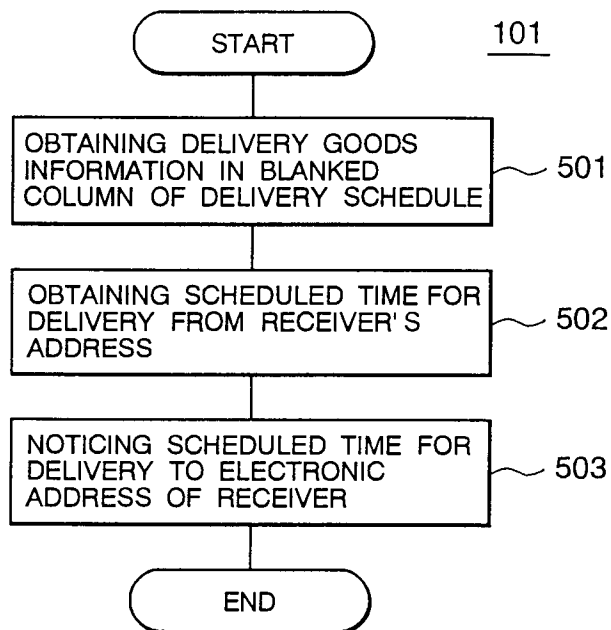 START
101
OBTAINING DELIVERY GOODS
INFORMATION IN BLANKED
COLUMN OF DELIVERY SCHEDULE
501
OBTAINING SCHEDULED TIME FOR
DELIVERY FROM RECEIVER'S
ADDRESS
502
NOTICING SCHEDULED TIME FOR
DELIVERY TO ELECTRONIC
ADDRESS OF RECEIVER
503
END